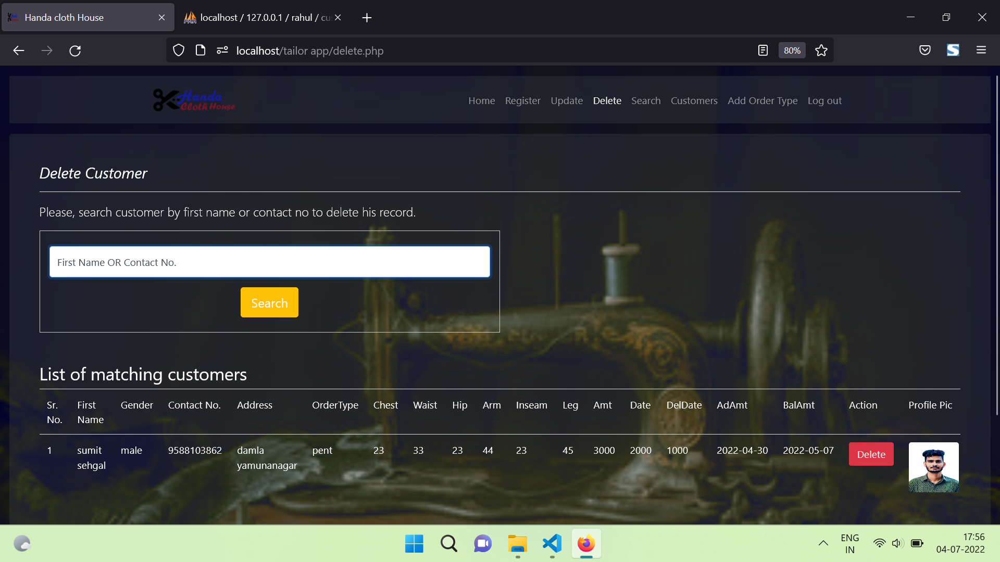 Handa cloth House
localhost / 127.0.0.1 / rahul / cu
localhost/tailor app/delete.php
80%
Handa
Cloth House
Home Register Update Delete Search Customers Add Order Type Log out
Delete Customer
Please, search customer by first name or contact no to delete his record.
First Name OR Contact No.
Search
List of matching customers
Sr. No. First Name Gender Contact No. Address OrderType Chest Waist Hip Arm Inseam Leg Amt Date DelDate AdAmt BalAmt Action Profile Pic
1 sumit sehgal male 9588103862 damla yamunanagar pent 23 33 23 44 23 45 3000 2000 1000 2022-04-30 2022-05-07 Delete
ENG
IN
17:56
04-07-2022